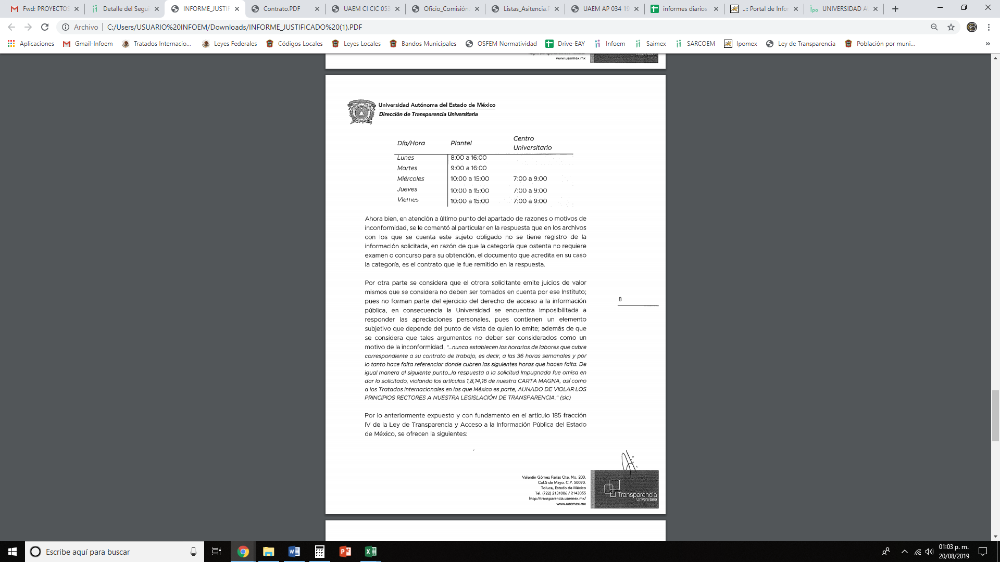 Fwd: PROYECTOS
Detalle del Segui
INFORME_JUSTIF
Contrato.PDF
UAEM CI CIC 053
Oficio_Comisión.
Listas_Asitencia.P
UAEM AP 034 19
informes diarios
..:: Portal de Infor
UNIVERSIDAD A
Archivo
C:/Users/USUARIO%20INFOEM/Downloads/INFORME_JUSTIFICADO%20(1).PDF
Aplicaciones
Gmail-Infoem
Tratados Internacio...
Leyes Federales
Códigos Locales
Leyes Locales
Bandos Municipales
OSFEM Normatividad
Drive-EAY
Infoem
Saimex
SARCOEM
Ipomex
Ley de Transparencia
Población por muni...
www.uaemex.mx
Universitaria
Universidad Autónoma del Estado de México
Dirección de Transparencia Universitaria
Día/Hora Plantel Centro
Universitario
Lunes 8:00 a 16:00
Martes 9:00 a 16:00
Miércoles 10:00 a 15:00 7:00 a 9:00
Jueves 10:00 a 15:00 7:00 a 9:00
Viernes 10:00 a 15:00 7:00 a 9:00
Ahora bien, en atención a último punto del apartado de razones o motivos de
inconformidad, se le comentó al particular en la respuesta que en los archivos
con los que se cuenta este sujeto obligado no se tiene registro de la
información solicitada, en razón de que la categoría que ostenta no requiere
examen o concurso para su obtención, el documento que acredita en su caso
la categoría, es el contrato que le fue remitido en la respuesta.
Por otra parte se considera que el otrora solicitante emite juicios de valor
mismos que se considera no deben ser tomados en cuenta por ese Instituto;
pues no forman parte del ejercicio del derecho de acceso a la información
pública, en consecuencia la Universidad se encuentra imposibilitada a
responder las apreciaciones personales, pues contienen un elemento
subjetivo que depende del punto de vista de quien lo emite; además de que
se considera que tales argumentos no deber ser considerados como un
motivo de la inconformidad, "...nunca establecen los horarios de labores que cubre
correspondiente a su contrato de trabajo, es decir, a las 36 horas semanales y por
lo tanto hace falta referenciar donde cubren las siguientes horas que hacen falta. De
igual manera al siguiente punto...la respuesta a la solicitud Impugnada fue omisa en
dar lo solicitado, violando los artículos 1,8,14,16 de nuestra CARTA MAGNA, así como
a los Tratados Internacionales en los que México es parte, AUNADO DE VIOLAR LOS
PRINCIPIOS RECTORES A NUESTRA LEGISLACIÓN DE TRANSPARENCIA." (sic)
8
Por lo anteriormente expuesto y con fundamento en el artículo 185 fracción
IV de la Ley de Transparencia y Acceso a la Información Pública del Estado
de México, se ofrecen la siguientes:
Valentín Gómez Farías Ote. No. 200,
Col.5 de Mayo. C.P. 50090.
Toluca, Estado de México
Tel. (722) 2131086 / 2143055
http://transparencia.uaemex.mx/
www.uaemex.mx
Transparencia
Universitaria
Escribe aquí para buscar
01:03 p. m.
20/08/2019